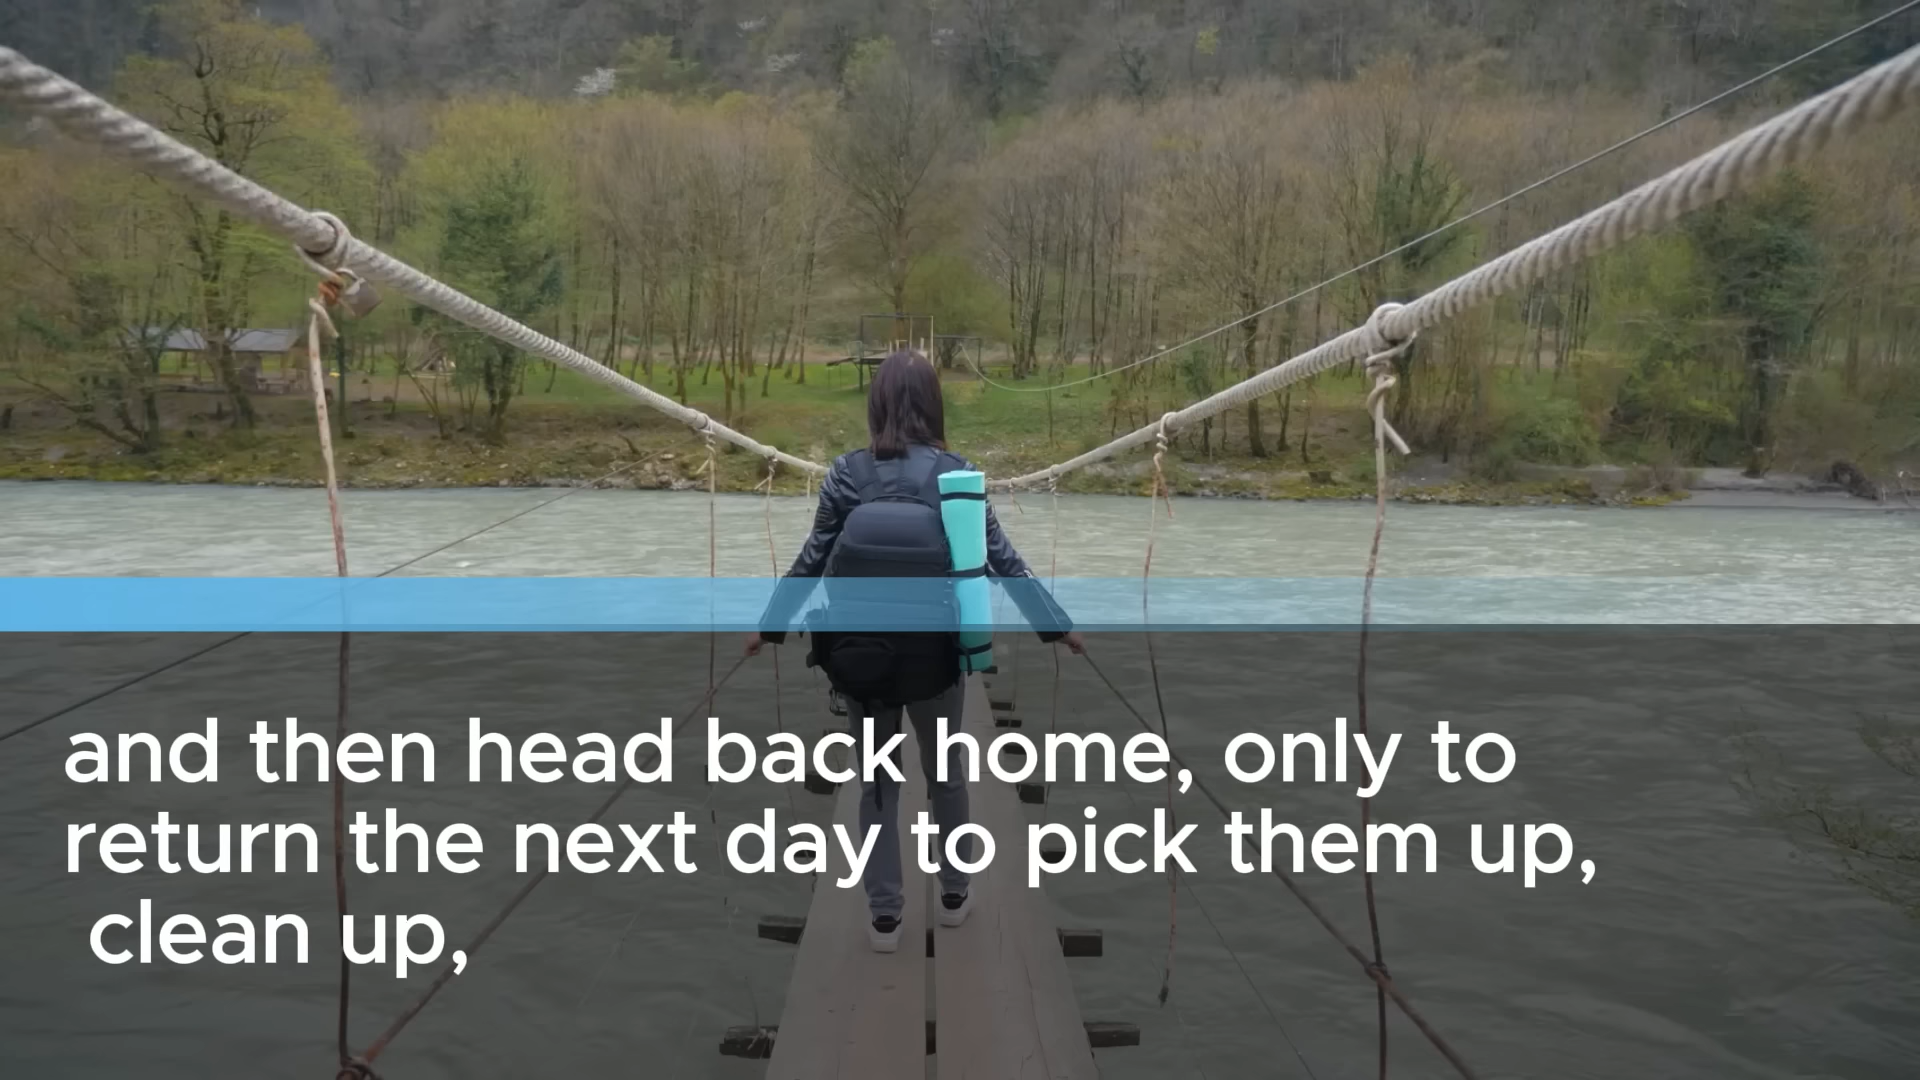 and then head back home, only to
return the next day to pick them up,
clean up,